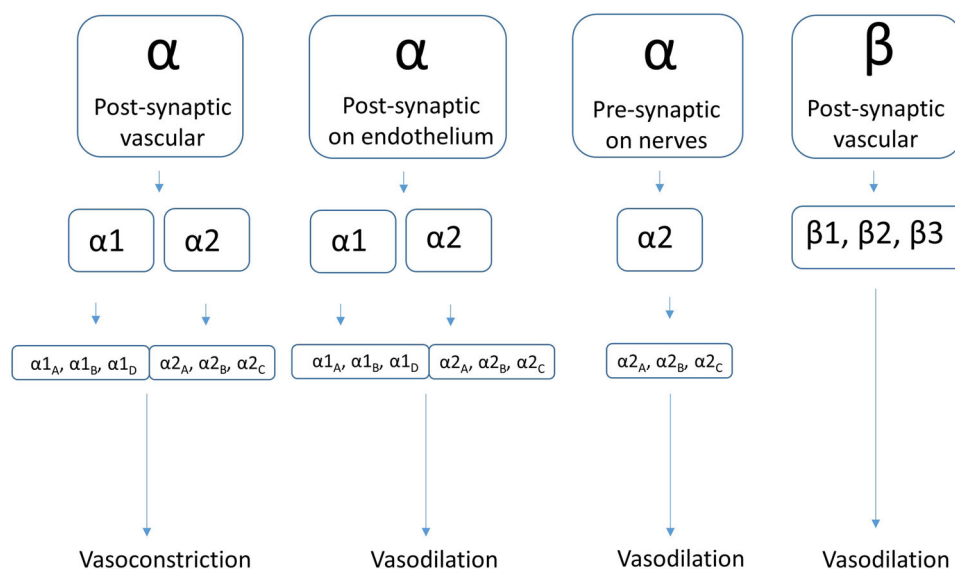 α
Post-synaptic
vascular
α
Post-synaptic
on endothelium
α
Pre-synaptic
on nerves
β
Post-synaptic
vascular
α1
α2
α1
α2
α2
β1, β2, β3
α1A, α1B, α1D
α2A, α2B, α2C
α1A, α1B, α1D
α2A, α2B, α2C
α2A, α2B, α2C
Vasoconstriction
Vasodilation
Vasodilation
Vasodilation